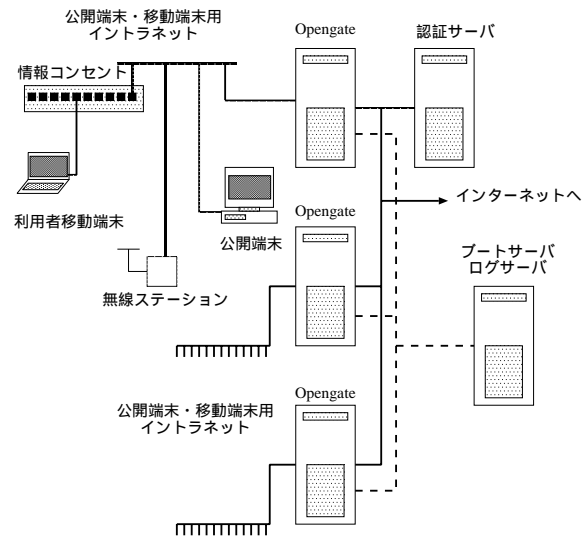 公開端末・移動端末用
イントラネット
Opengate
認証サーバ
情報コンセント
利用者移動端末
公開端末
無線ステーション
Opengate
インターネットへ
ブートサーバ
ログサーバ
公開端末・移動端末用
イントラネット
Opengate